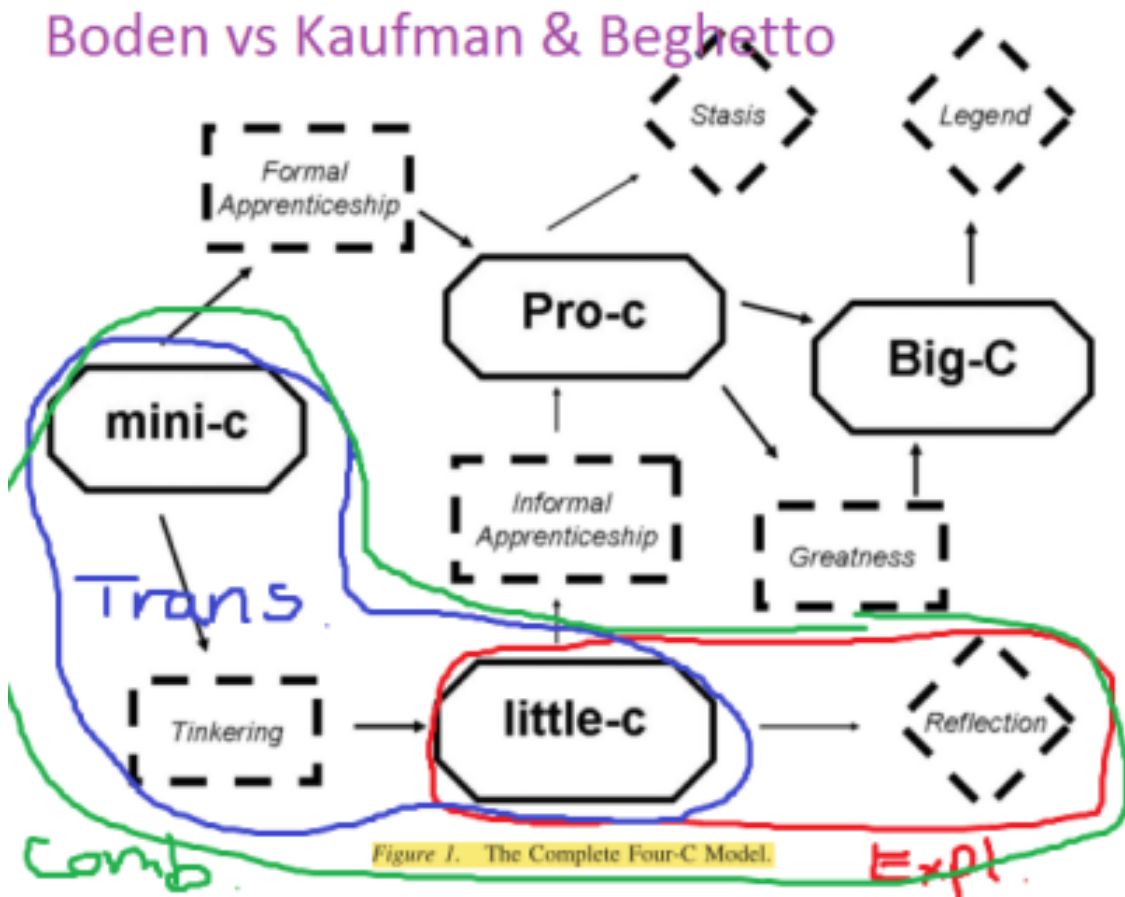 Boden vs Kaufman & Beghetto
Stasis
Legend
Formal
Apprenticeship
Pro-c
Big-C
mini-c
Informal
Apprenticeship
Greatness
Trans.
little-c
Tinkering
Reflection
Comb.
Figure 1. The Complete Four-C Model.
Expl.